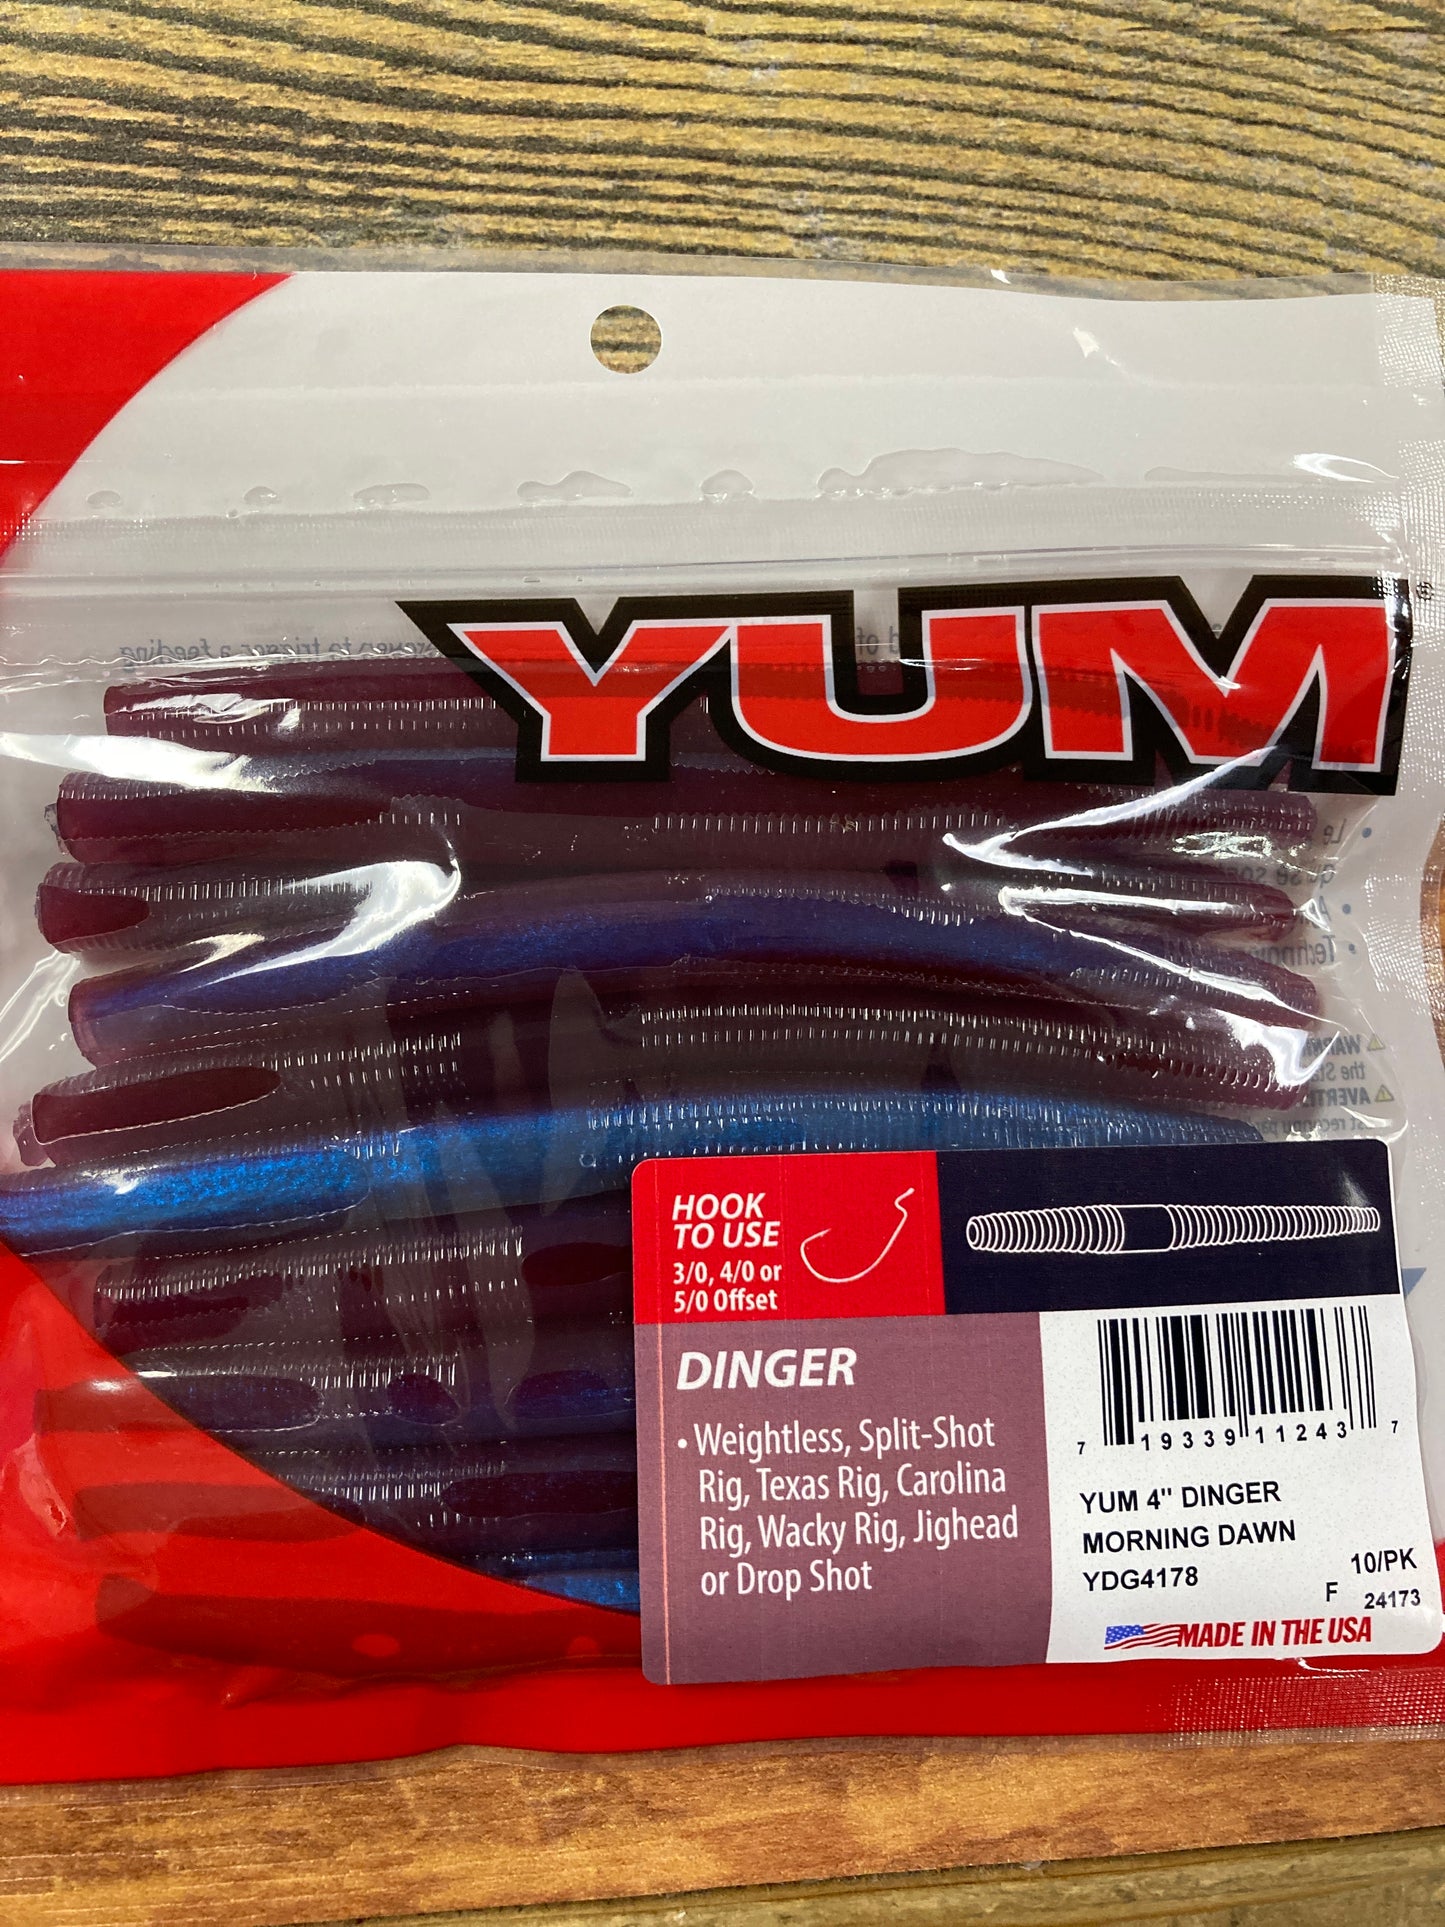 YUM
HOOK
TO USE
3/0, 4/0 or
5/0 Offset
DINGER
• Weightless, Split-Shot
Rig, Texas Rig, Carolina
Rig, Wacky Rig, Jighead
or Drop Shot
7 19339 11243 7
YUM 4" DINGER
MORNING DAWN
YDG4178
10/PK
F 24173
MADE IN THE USA